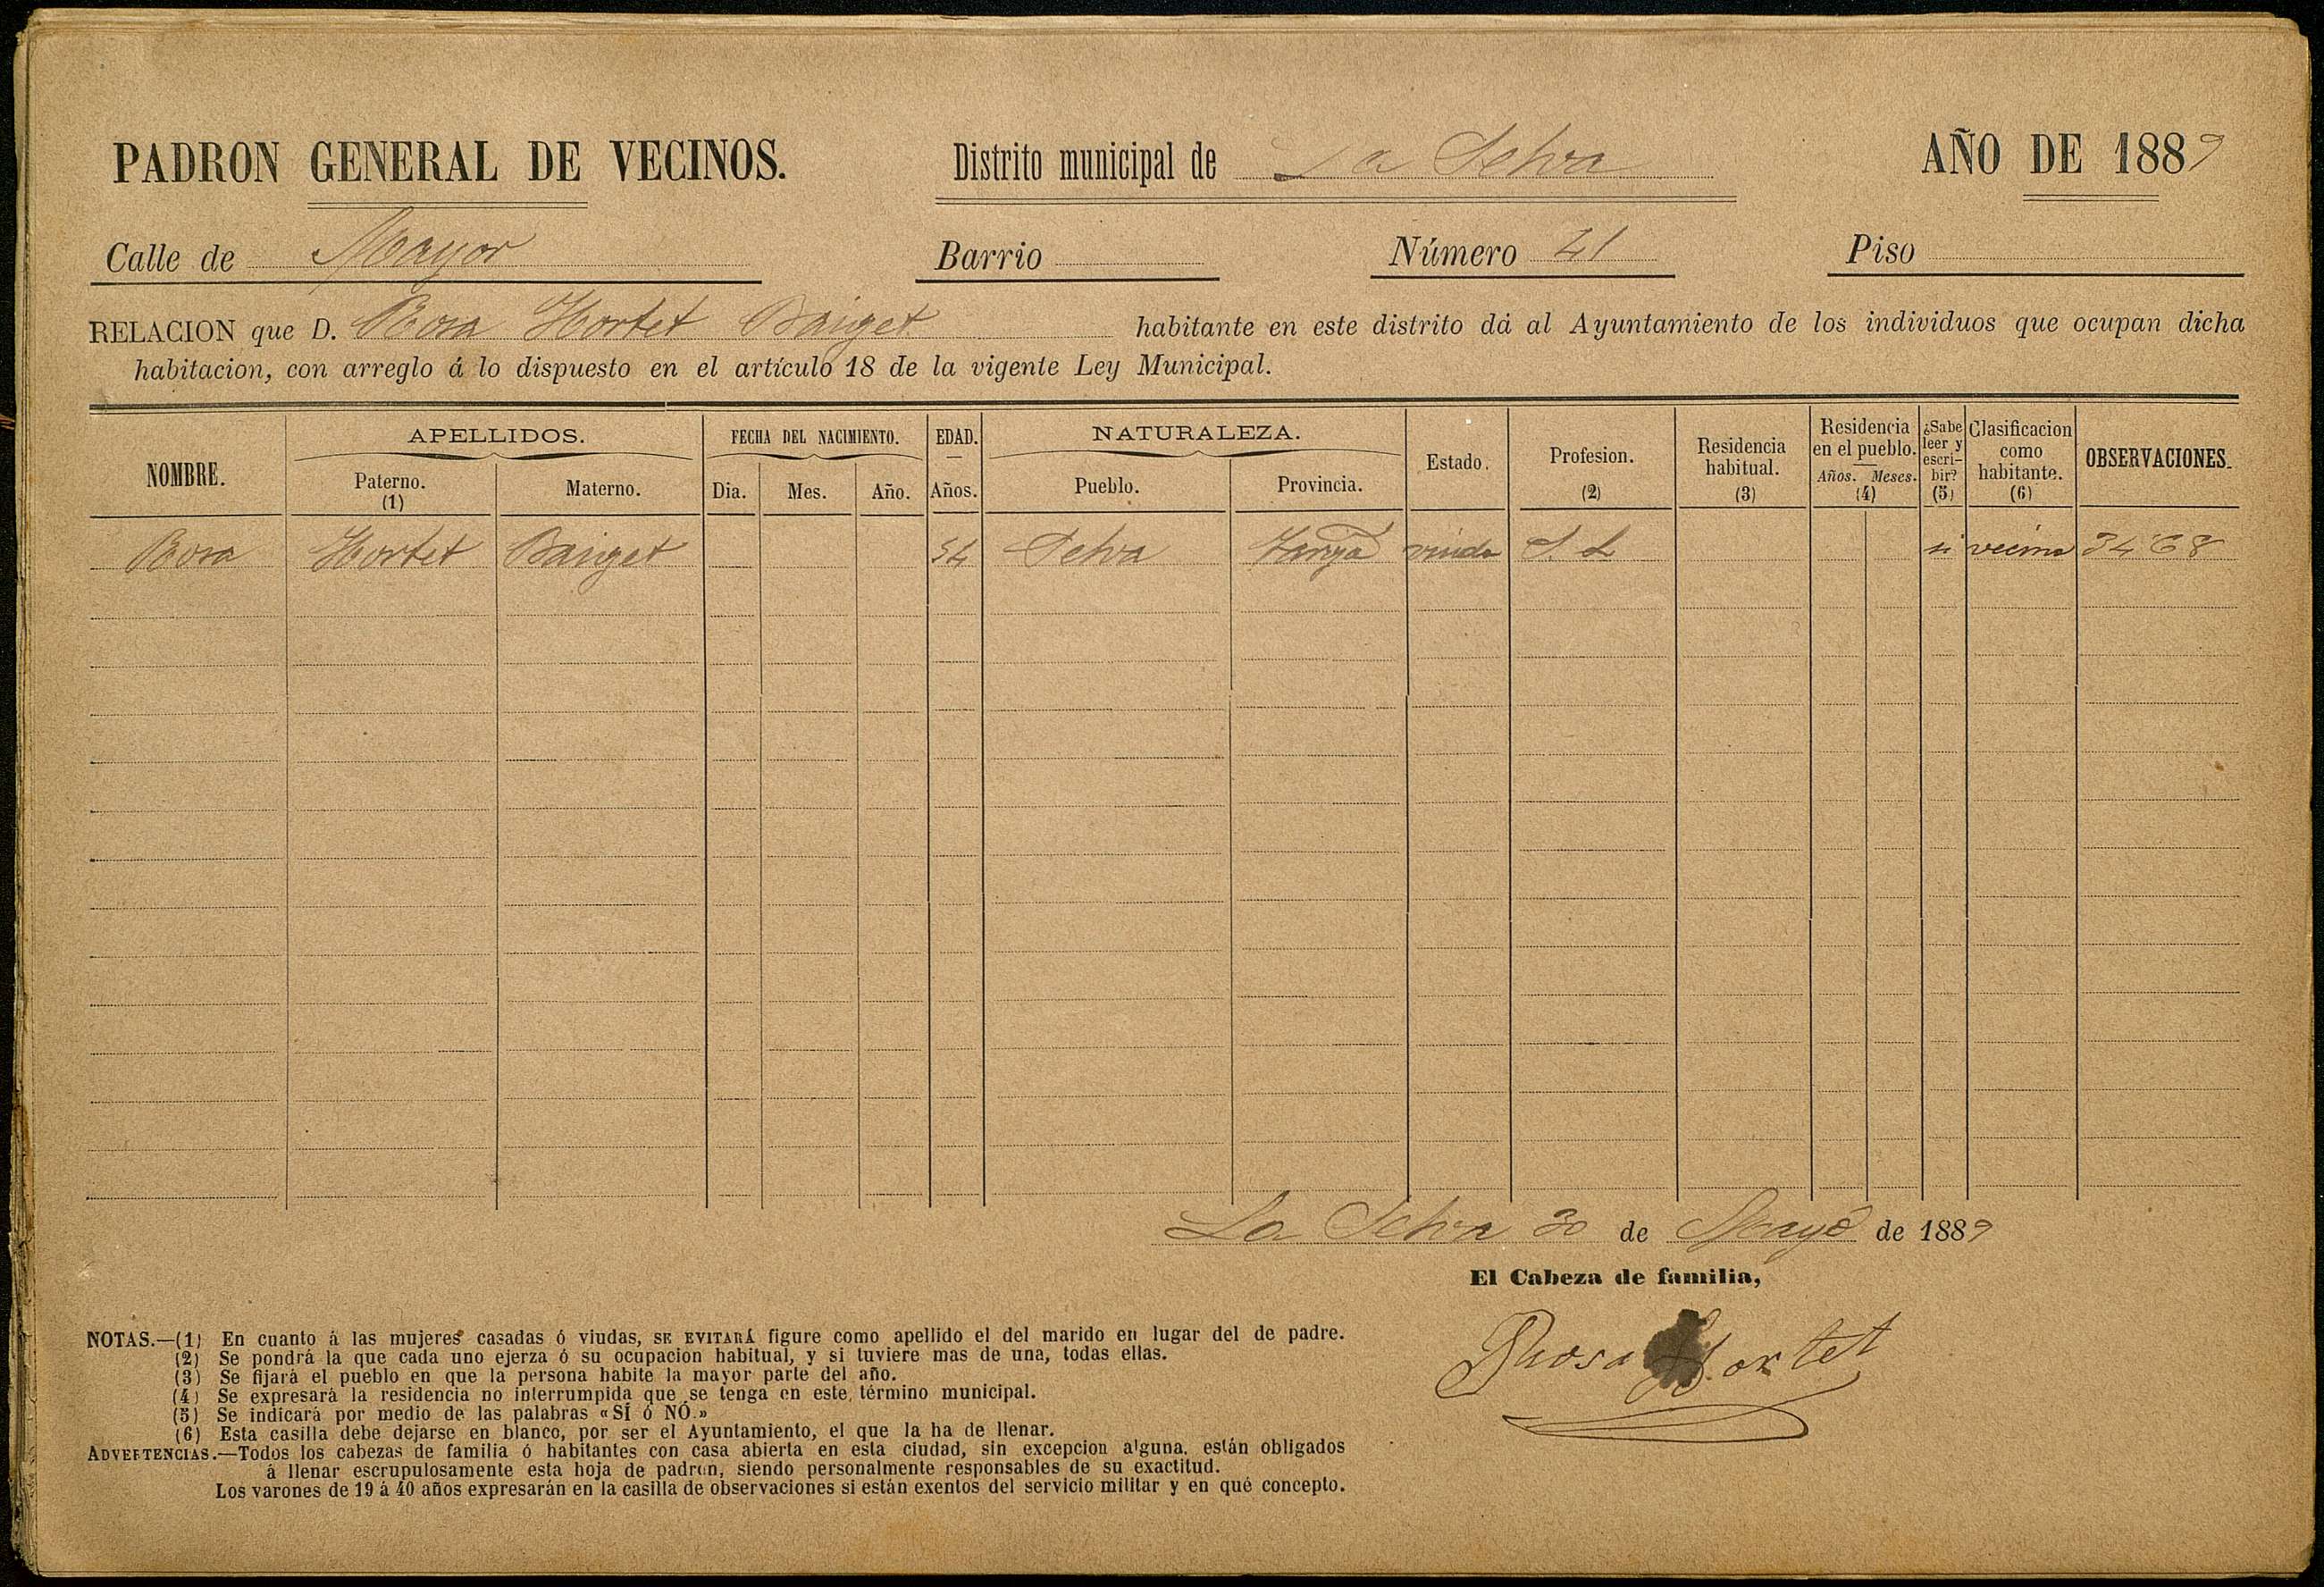 PADRON GENERAL DE VECINOS. Distrito municipal de La Selva AÑO DE 1889
Calle de Mayor Barrio Número 41 Piso
RELACION que D. Rosa Hortet Baiget habitante en este distrito dá al Ayuntamiento de los individuos que ocupan dicha
habitacion, con arreglo á lo dispuesto en el artículo 18 de la vigente Ley Municipal.
NOMBRE. APELLIDOS. FECHA DEL NACIMIENTO. EDAD. NATURALEZA. Estado. Profesion. (2) Residencia habitual. (3) Residencia en el pueblo. Años. Meses. (4) ¿Sabe leer y escri-bir? (5) Clasificacion como habitante. (6) OBSERVACIONES.
Paterno. (1) Materno. Dia. Mes. Año. Años. Pueblo. Provincia.
Rosa Hortet Baiget 54 Selva viuda S. L si vecina
La Selva 30 de Mayo de 1889
El Cabeza de familia,
Rhosa Hortet
NOTAS.—(1) En cuanto á las mujeres casadas ó viudas, SE EVITARÁ figure como apellido el del marido en lugar del de padre.
(2) Se pondrá la que cada uno ejerza ó su ocupacion habitual, y si tuviere mas de una, todas ellas.
(3) Se fijará el pueblo en que la persona habite la mayor parte del año.
(4) Se expresará la residencia no interrumpida que se tenga en este término municipal.
(5) Se indicará por medio de las palabras «SÍ ó NÓ.»
(6) Esta casilla debe dejarse en blanco, por ser el Ayuntamiento, el que la ha de llenar.
ADVERTENCIAS.—Todos los cabezas de familia ó habitantes con casa abierta en esta ciudad, sin excepcion alguna, están obligados
á llenar escrupulosamente esta hoja de padron, siendo personalmente responsables de su exactitud.
Los varones de 19 á 40 años expresarán en la casilla de observaciones si están exentos del servicio militar y en qué concepto.